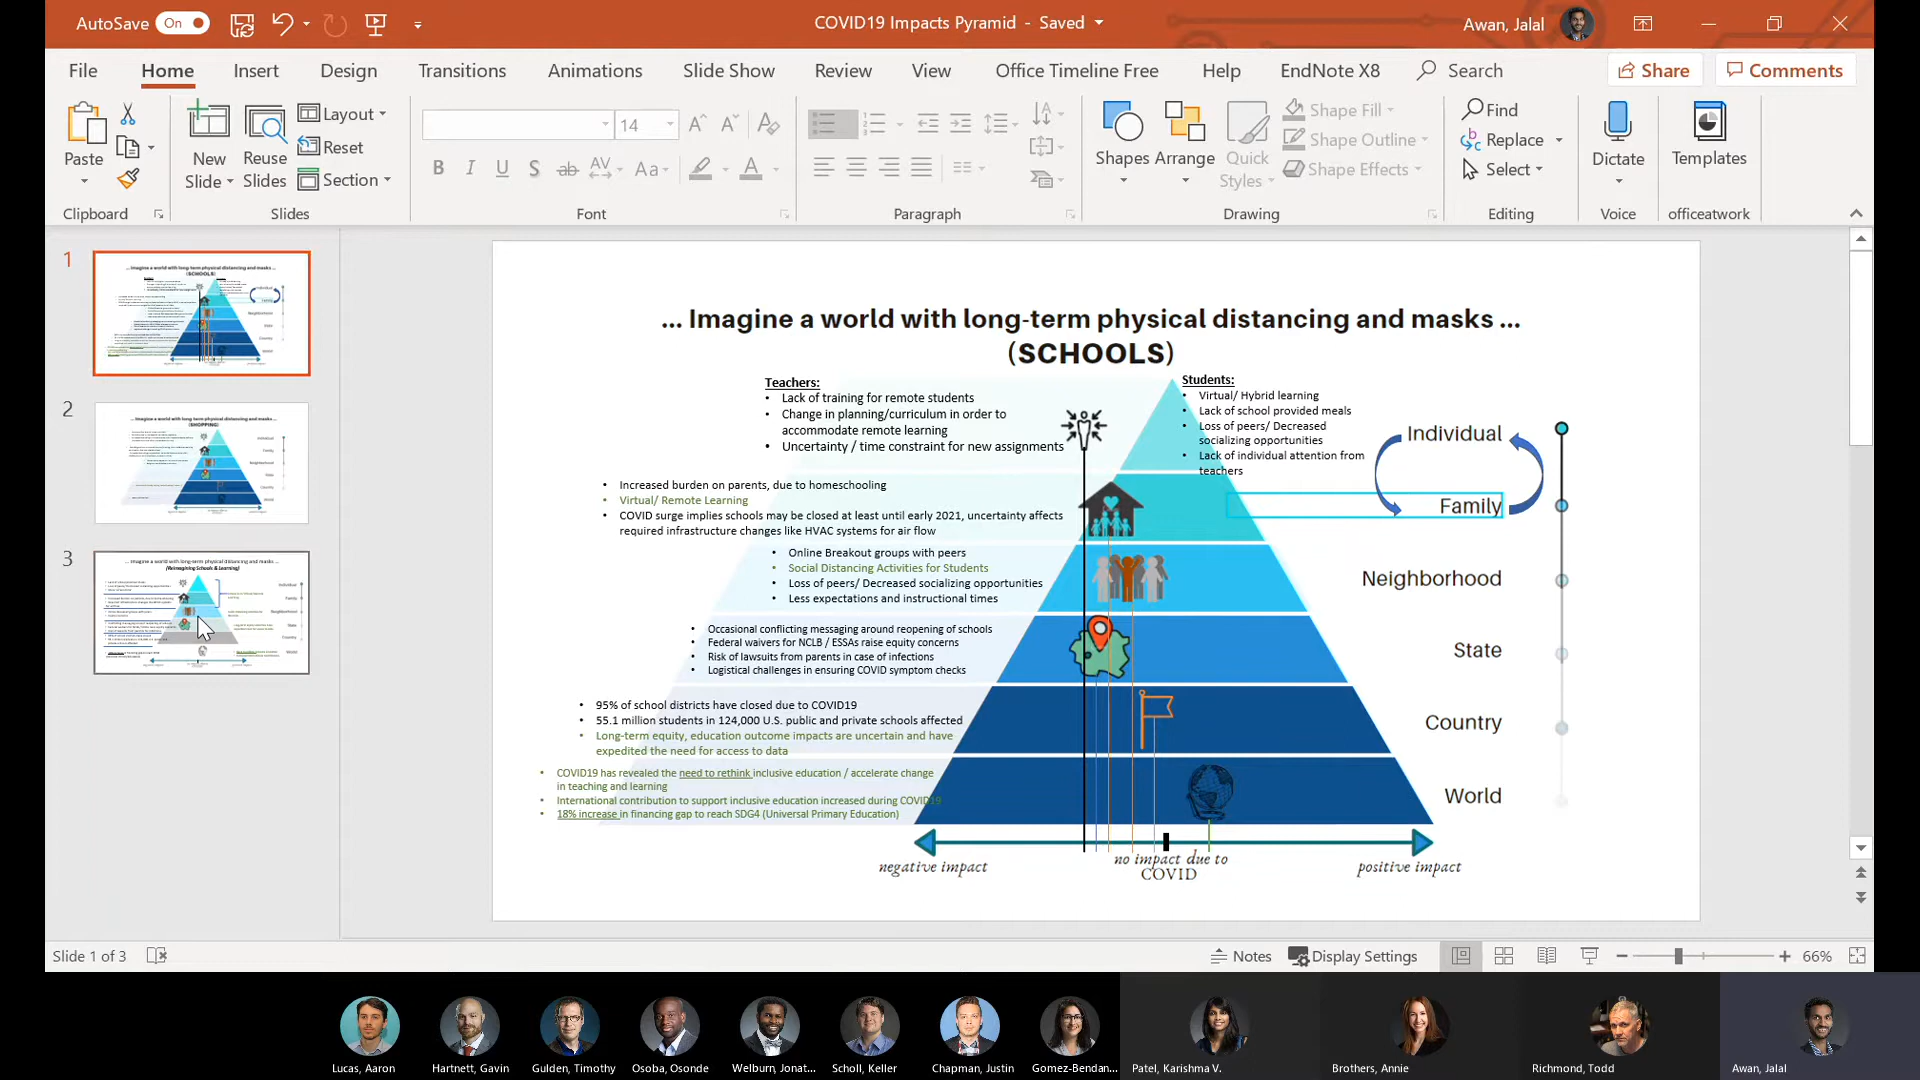 AutoSave On
COVID19 Impacts Pyramid - Saved
Awan, Jalal
File Home Insert Design Transitions Animations Slide Show Review View Office Timeline Free Help EndNote X8 Search Share Comments
Paste
New Slide
Reuse Slides
Layout
Reset
Section
14
Shapes
Arrange
Quick Styles
Shape Fill
Shape Outline
Shape Effects
Find
Replace
Select
Dictate
Templates
Clipboard Slides Font Paragraph Drawing Editing Voice officeatwork
1
2
3
... Imagine a world with long-term physical distancing and masks ...
(SCHOOLS)
Teachers:
• Lack of training for remote students
• Change in planning/curriculum in order to
accommodate remote learning
• Uncertainty / time constraint for new assignments
Students:
• Virtual/ Hybrid learning
• Lack of school provided meals
• Loss of peers/ Decreased
socializing opportunities
• Lack of individual attention from
teachers
• Increased burden on parents, due to homeschooling
• Virtual/ Remote Learning
• COVID surge implies schools may be closed at least until early 2021, uncertainty affects
required infrastructure changes like HVAC systems for air flow
• Online Breakout groups with peers
• Social Distancing Activities for Students
• Loss of peers/ Decreased socializing opportunities
• Less expectations and instructional times
• Occasional conflicting messaging around reopening of schools
• Federal waivers for NCLB / ESSAs raise equity concerns
• Risk of lawsuits from parents in case of infections
• Logistical challenges in ensuring COVID symptom checks
• 95% of school districts have closed due to COVID19
• 55.1 million students in 124,000 U.S. public and private schools affected
• Long-term equity, education outcome impacts are uncertain and have
expedited the need for access to data
• COVID19 has revealed the need to rethink inclusive education / accelerate change
in teaching and learning
• International contribution to support inclusive education increased during COVID19
• 18% increase in financing gap to reach SDG4 (Universal Primary Education)
Individual
Family
Neighborhood
State
Country
World
negative impact
no impact due to
COVID
positive impact
Slide 1 of 3
Notes
Display Settings
66%
Lucas, Aaron
Hartnett, Gavin
Gulden, Timothy
Osoba, Osonde
Welburn, Jonat...
Scholl, Keller
Chapman, Justin
Gomez-Bendan...
Patel, Karishma V.
Brothers, Annie
Richmond, Todd
Awan, Jalal